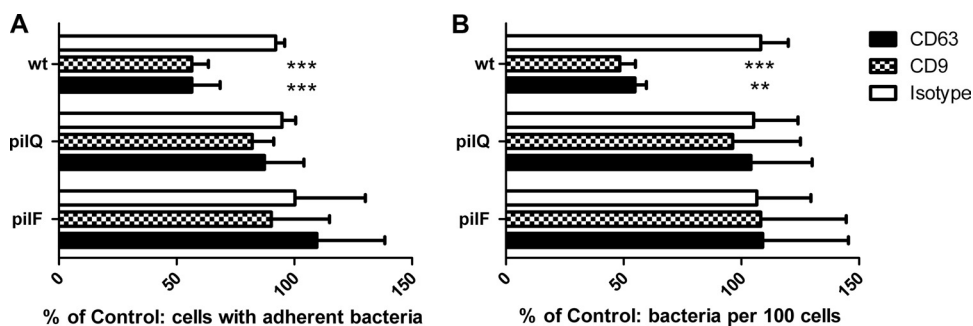 A
wt
***
***
pilQ
pilF
0
50
100
150
% of Control: cells with adherent bacteria
B
wt
***
**
pilQ
pilF
0
50
100
150
% of Control: bacteria per 100 cells
CD63
CD9
Isotype